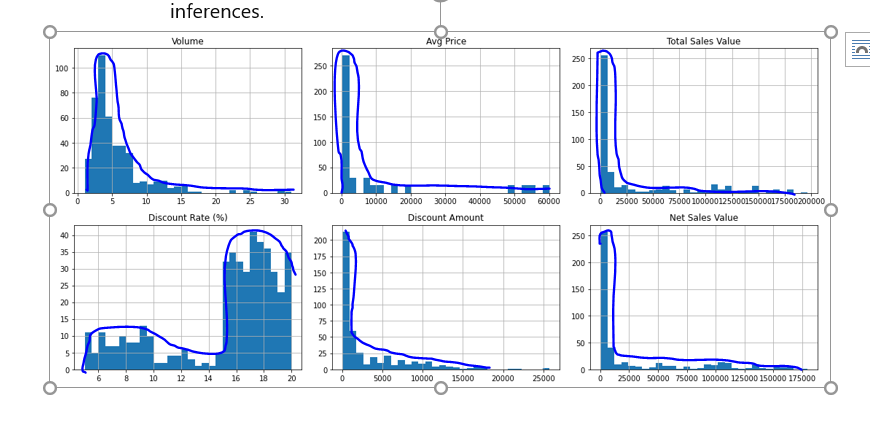 inferences.
Volume Avg Price Total Sales Value
100 250 250
80 200 200
60 150 150
40 100 100
20 50 50
0 0 0
0 5 10 15 20 25 30 0 10000 20000 30000 40000 50000 60000 0 25000 50000 75000 100000 125000 150000 175000 200000
Discount Rate (%) Discount Amount Net Sales Value
40 200 250
35 175 200
30 150
25 125 150
20 100
15 75 100
10 50 50
5 25
0 0 0
6 8 10 12 14 16 18 20 0 5000 10000 15000 20000 25000 0 25000 50000 75000 100000 125000 150000 175000